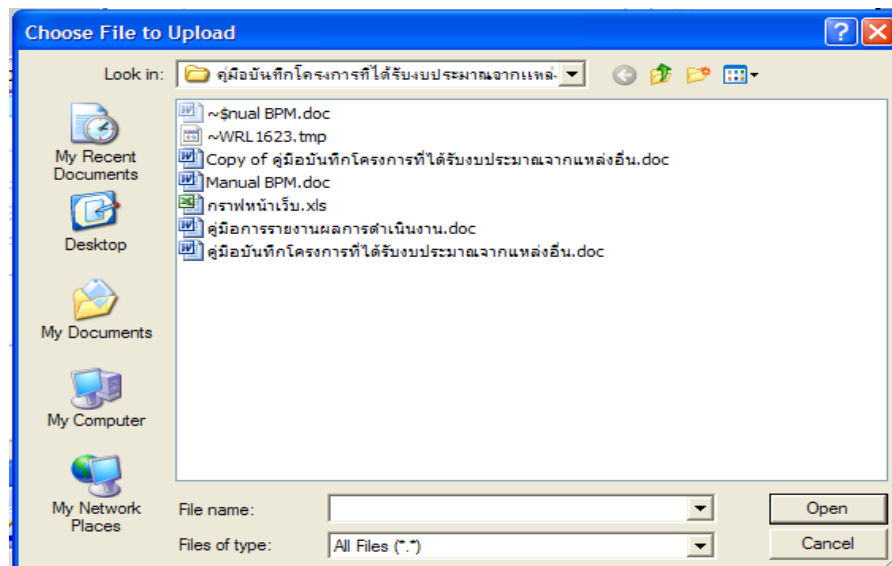 Choose File to Upload
Look in:
คู่มือบันทึกโครงการที่ได้รับงบประมาณจากแหล่-
My Recent
Documents
Desktop
My Documents
My Computer
My Network
Places
~$nual BPM.doc
~WRL1623.tmp
Copy of คู่มือบันทึกโครงการที่ได้รับงบประมาณจากแหล่งอื่น.doc
Manual BPM.doc
กราฟหน้าเว็บ.xls
คู่มือการรายงานผลการดำเนินงาน.doc
คู่มือบันทึกโครงการที่ได้รับงบประมาณจากแหล่งอื่น.doc
File name:
Open
Files of type:
All Files (*.*)
Cancel